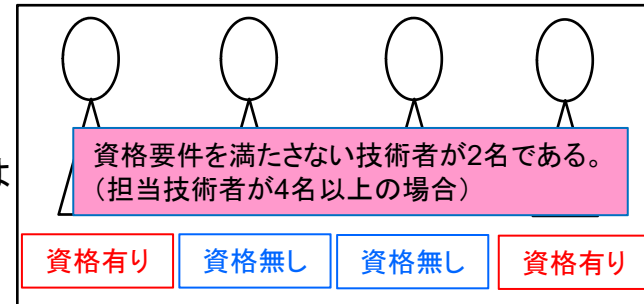 資格要件を満たさない技術者が2名である。
（担当技術者が4名以上の場合）
よ
資格有り
資格無し
資格無し
資格有り